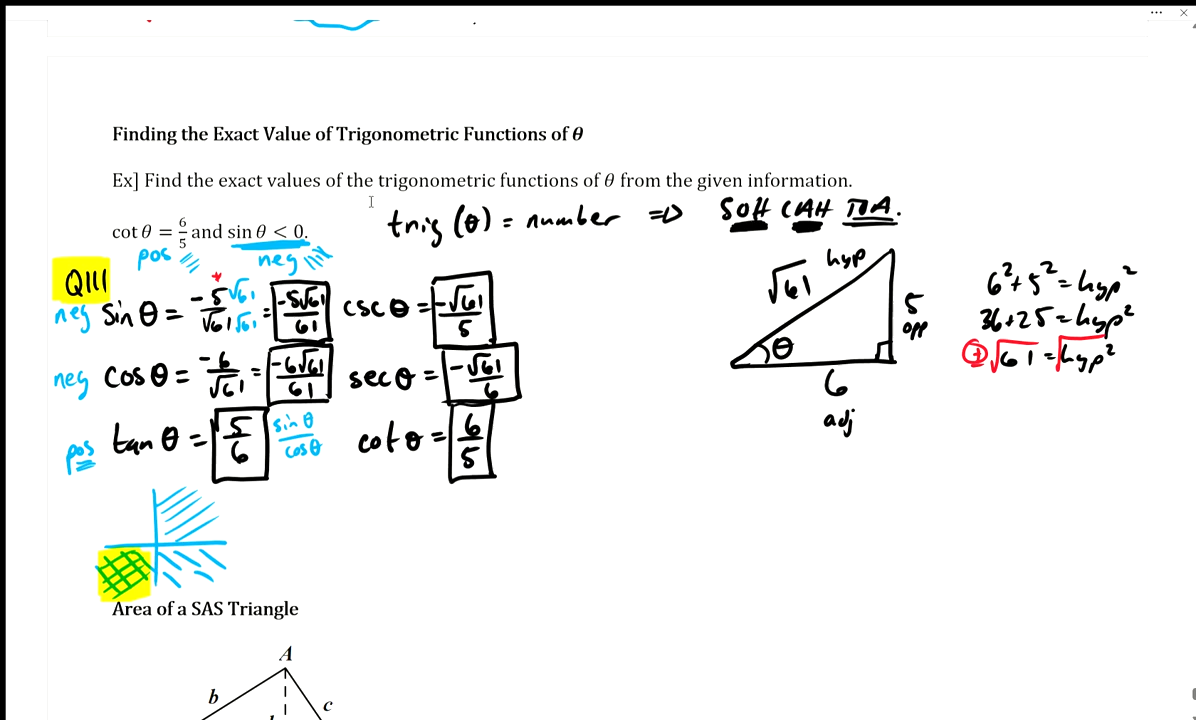 Finding the Exact Value of Trigonometric Functions of θ
Ex] Find the exact values of the trigonometric functions of θ from the given information.
cot θ = 6/5 and sin θ < 0.
trig (θ) = number ⇒ SOH CAH TOA.
pos neg
QIII
neg sin θ = -5/√61 √61/√61 = -5√61/61 csc θ = -√61/5
neg cos θ = -6/√61 = -6√61/61 sec θ = -√61/6
pos tan θ = 5/6 sin θ/cos θ cot θ = 6/5
hyp
√61
5
opp
θ
6
adj
6² + 5² = hyp²
36 + 25 = hyp²
+√61 = √hyp²
Area of a SAS Triangle
A
b
c